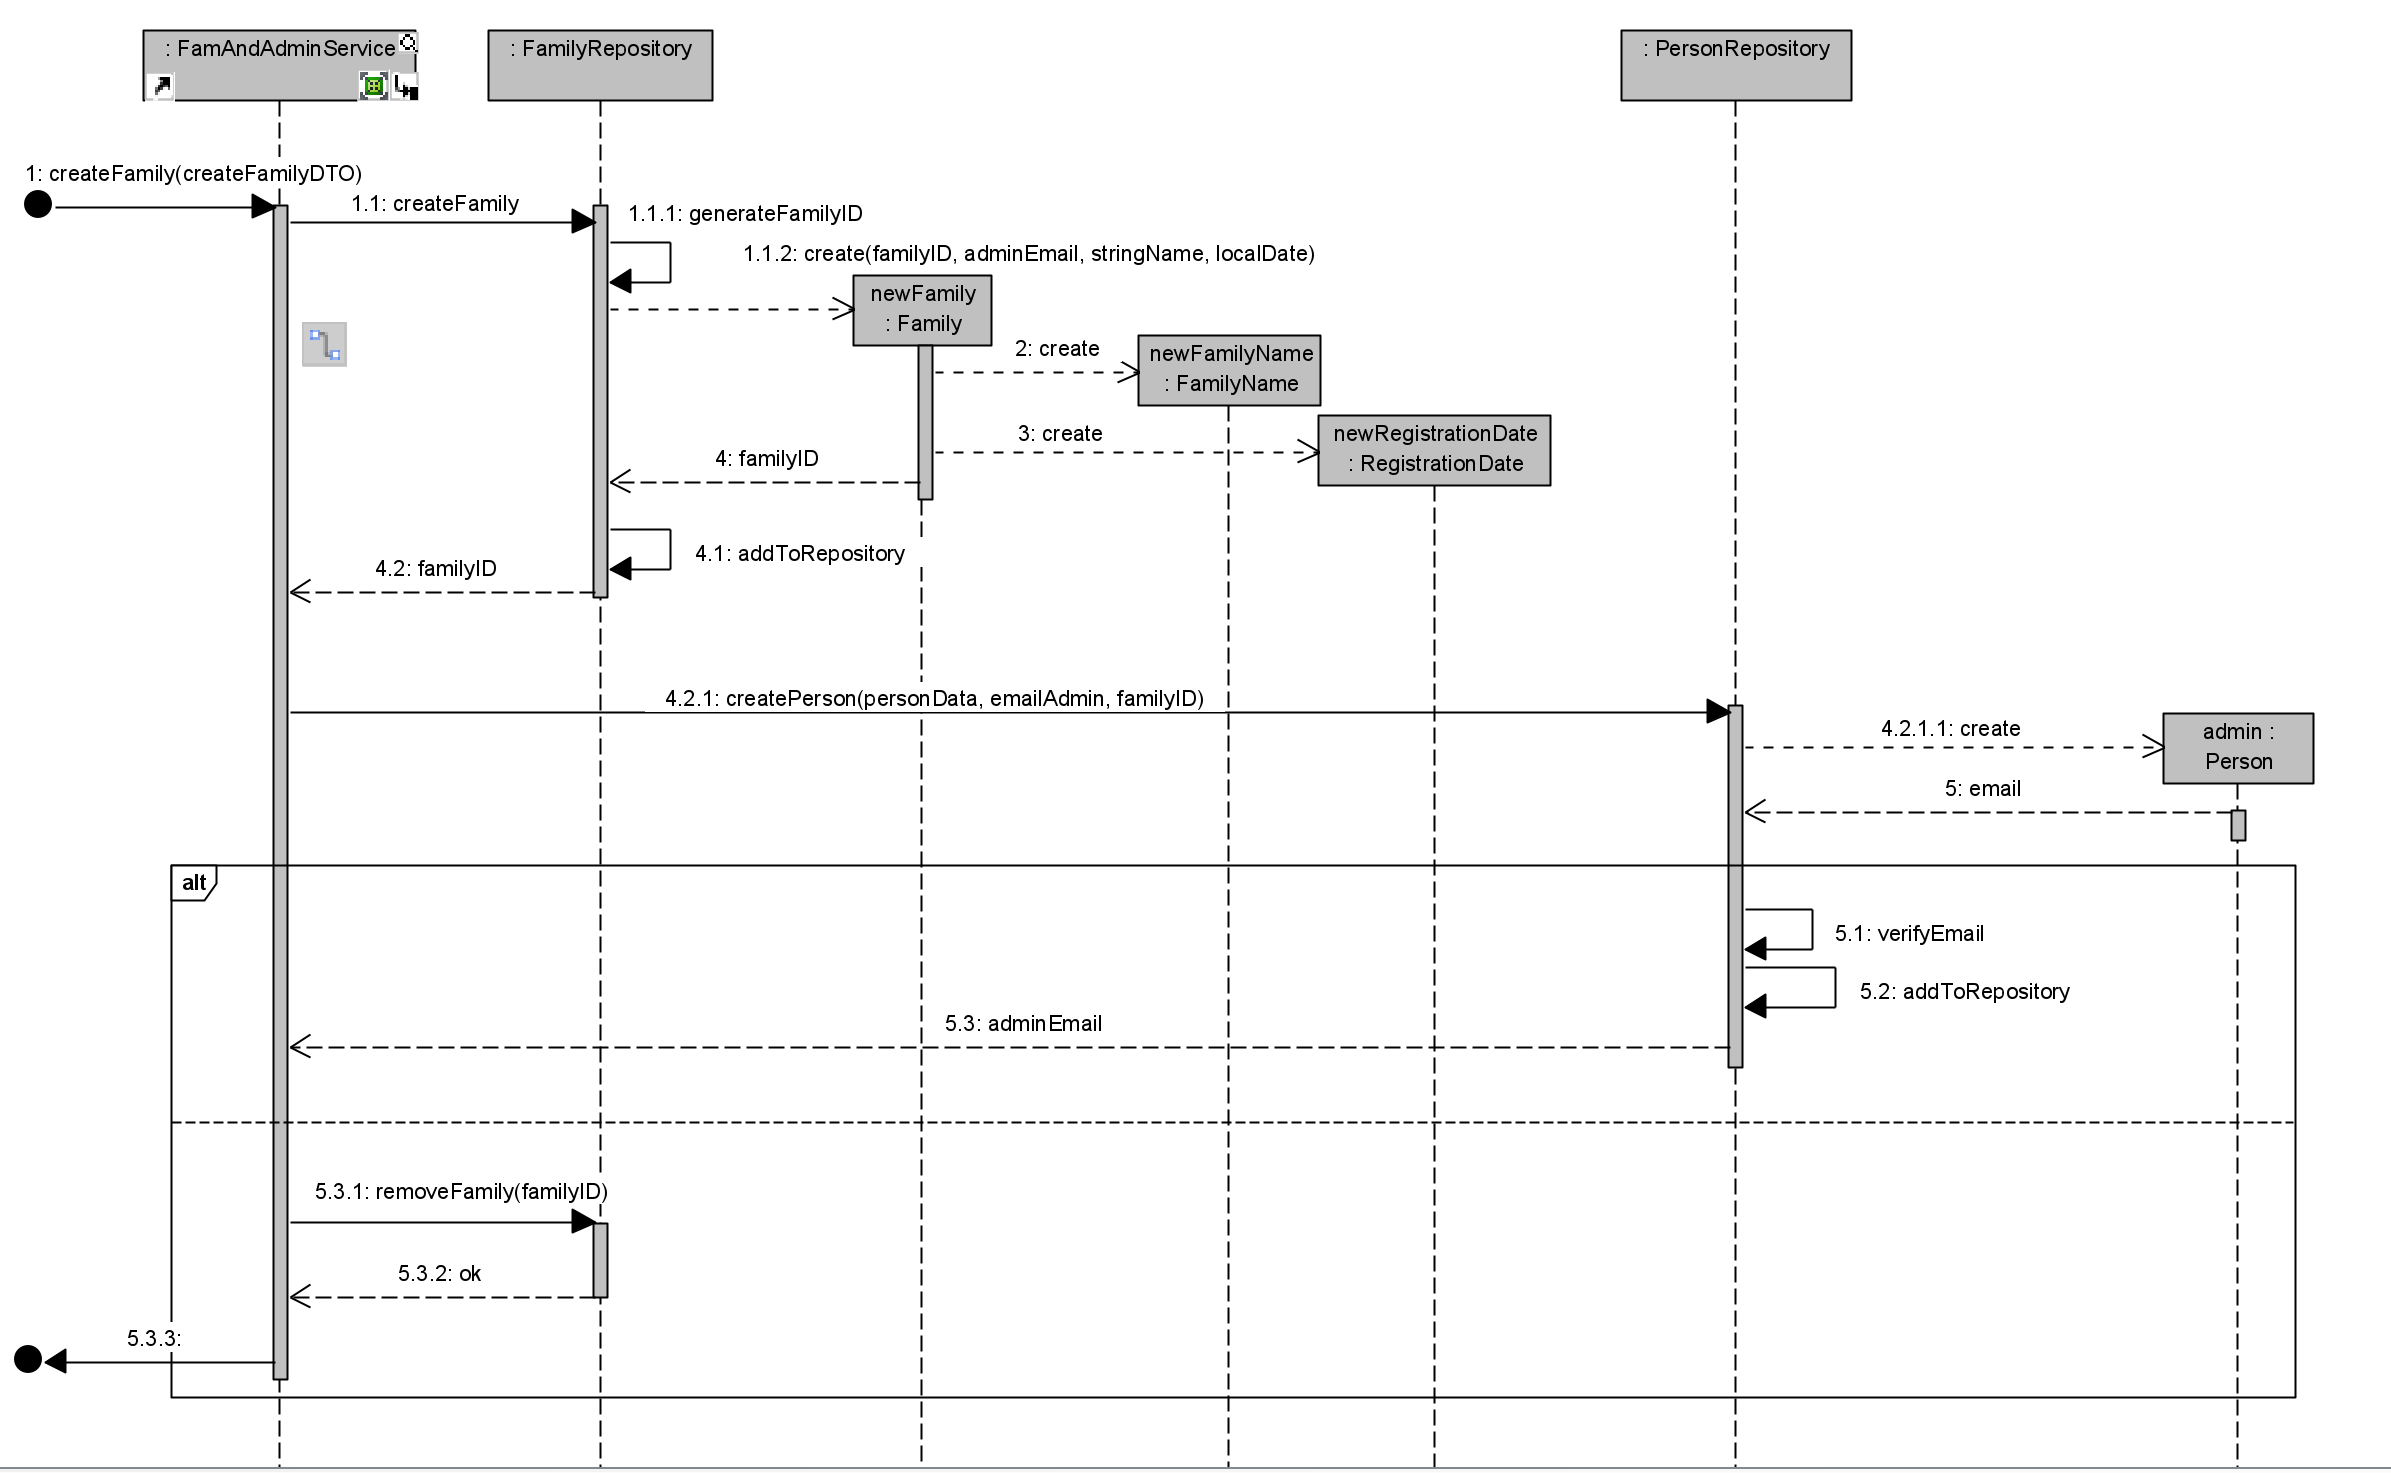 : FamAndAdminService
: FamilyRepository
: PersonRepository
1: createFamily(createFamilyDTO)
1.1: createFamily
1.1.1: generateFamilyID
1.1.2: create(familyID, adminEmail, stringName, localDate)
newFamily
: Family
2: create
newFamilyName
: FamilyName
3: create
newRegistrationDate
: RegistrationDate
4: familyID
4.1: addToRepository
4.2: familyID
4.2.1: createPerson(personData, emailAdmin, familyID)
4.2.1.1: create
admin :
Person
5: email
alt
5.1: verifyEmail
5.2: addToRepository
5.3: adminEmail
5.3.1: removeFamily(familyID)
5.3.2: ok
5.3.3: